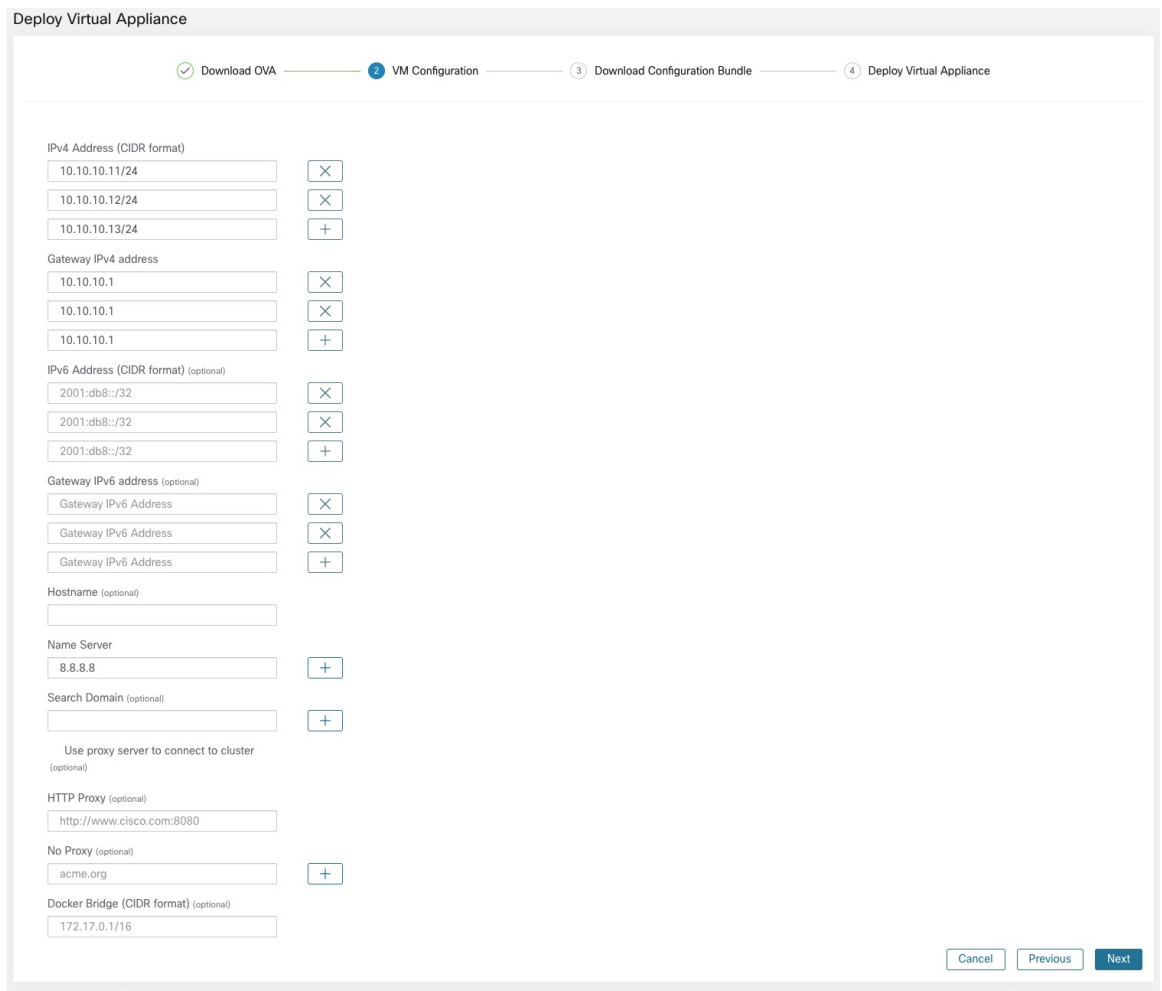 Deploy Virtual Appliance
Download OVA
2 VM Configuration
3 Download Configuration Bundle
4 Deploy Virtual Appliance
IPv4 Address (CIDR format)
10.10.10.11/24
10.10.10.12/24
10.10.10.13/24
Gateway IPv4 address
10.10.10.1
10.10.10.1
10.10.10.1
IPv6 Address (CIDR format) (optional)
2001:db8::/32
2001:db8::/32
2001:db8::/32
Gateway IPv6 address (optional)
Gateway IPv6 Address
Gateway IPv6 Address
Gateway IPv6 Address
Hostname (optional)
Name Server
8.8.8.8
Search Domain (optional)
Use proxy server to connect to cluster
(optional)
HTTP Proxy (optional)
http://www.cisco.com:8080
No Proxy (optional)
acme.org
Docker Bridge (CIDR format) (optional)
172.17.0.1/16
Cancel
Previous
Next